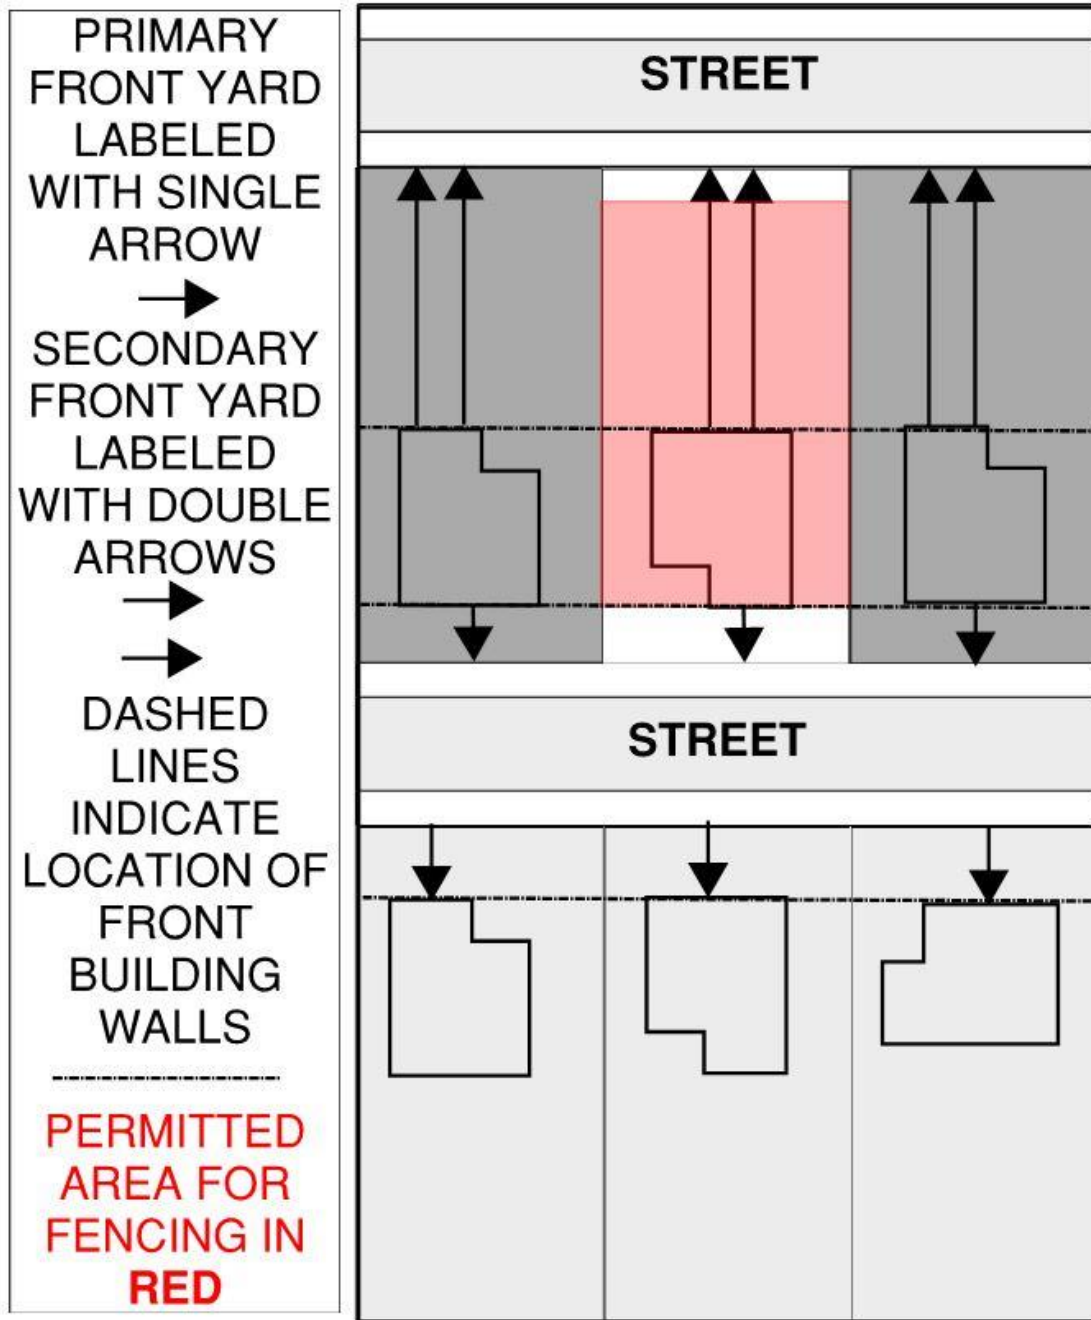 PRIMARY
FRONT YARD
LABELED
WITH SINGLE
ARROW
SECONDARY
FRONT YARD
LABELED
WITH DOUBLE
ARROWS
DASHED
LINES
INDICATE
LOCATION OF
FRONT
BUILDING
WALLS
PERMITTED
AREA FOR
FENCING IN
RED
STREET
STREET